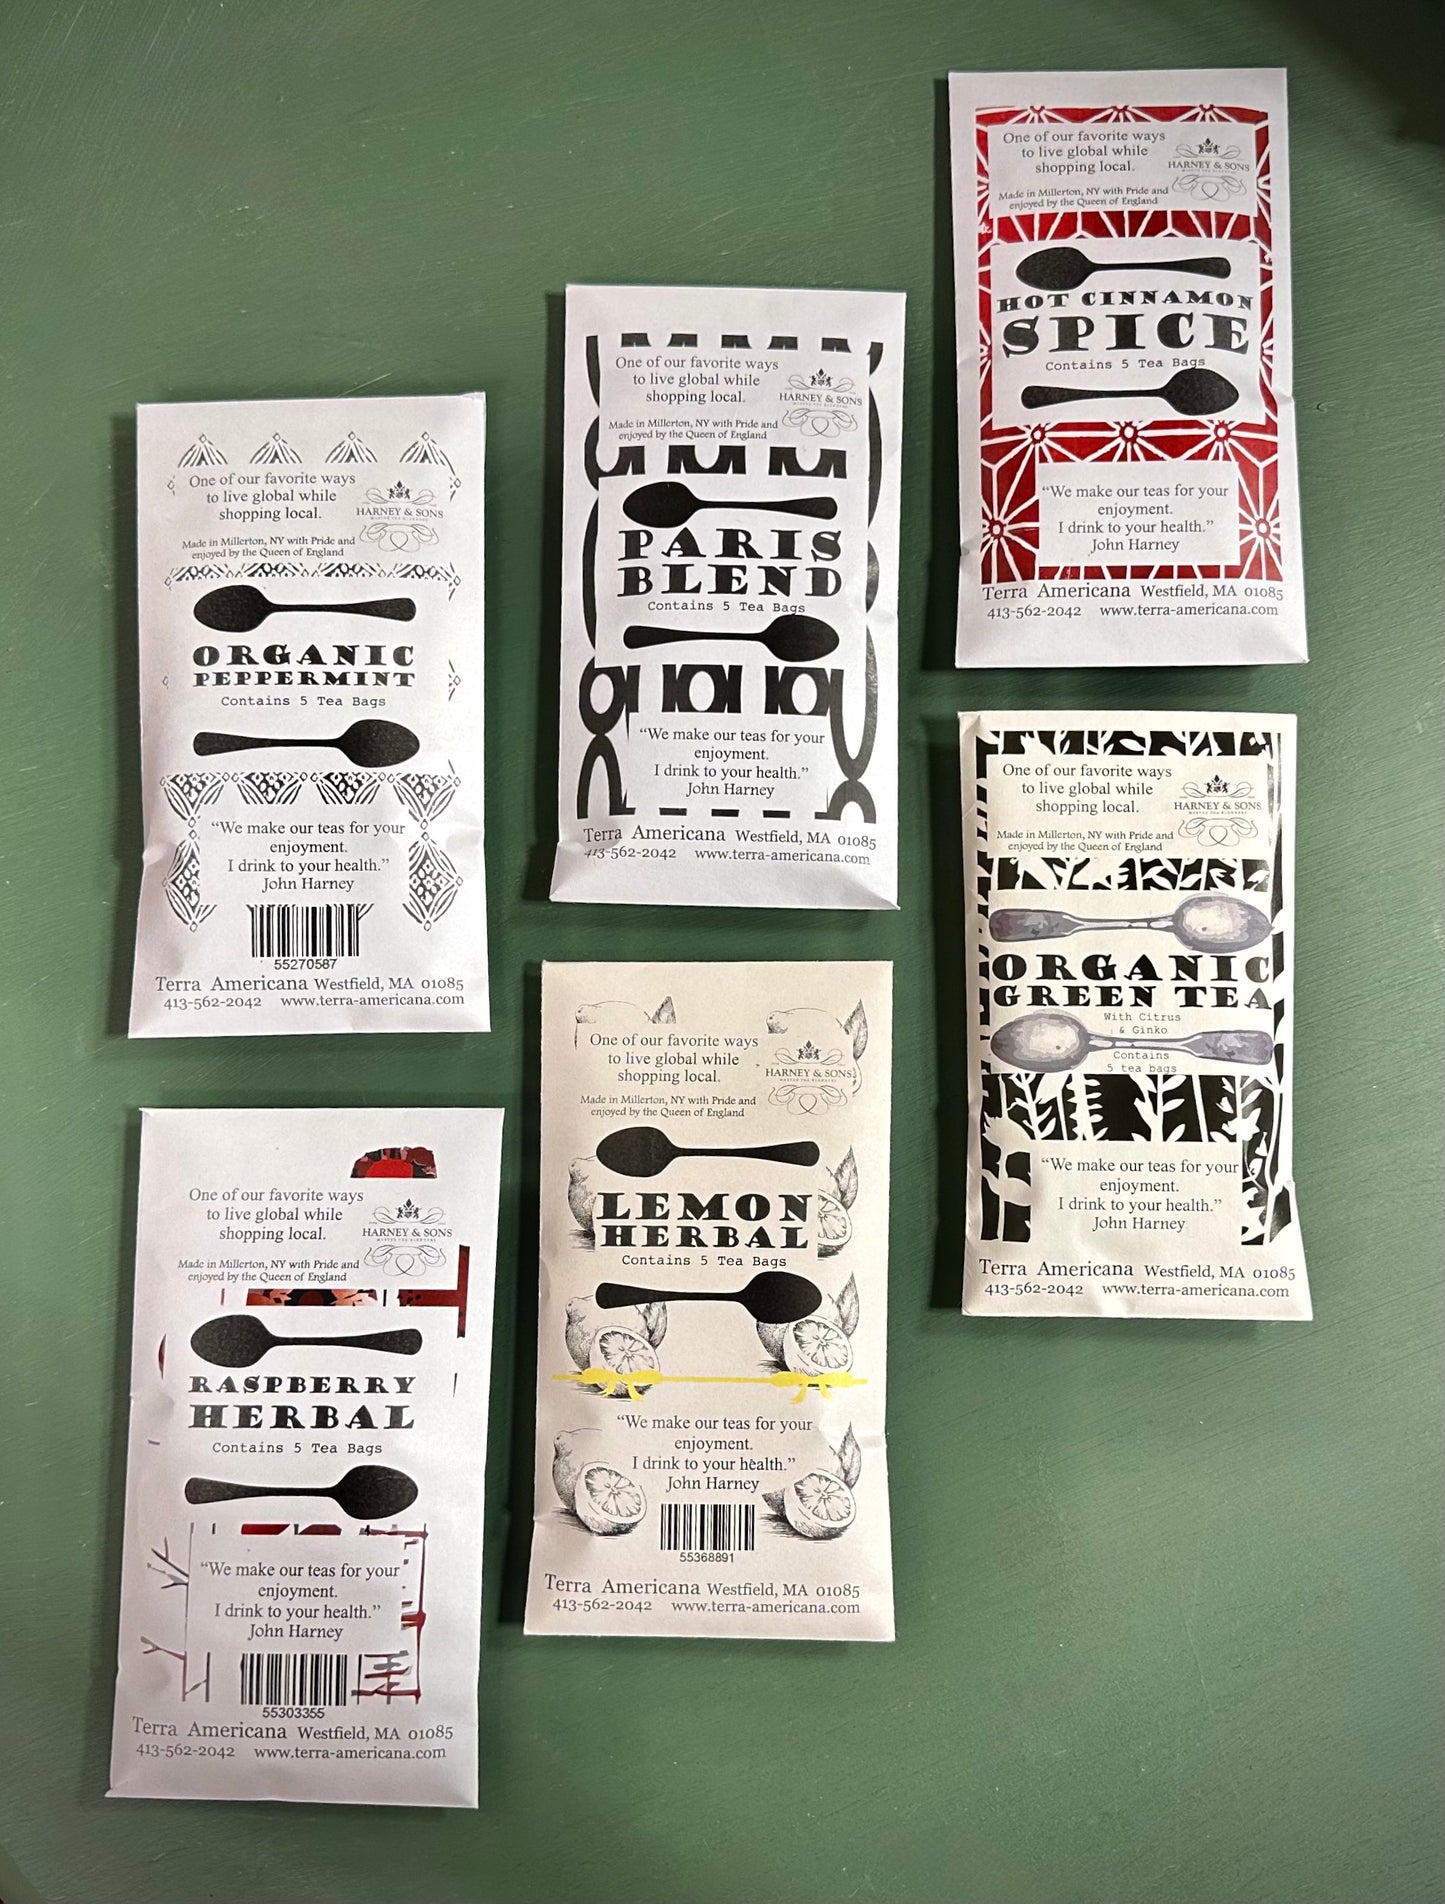 One of our favorite ways
to live global while
shopping local.
HARNEY & SONS
MASTER TEA BLENDERS
Made in Millerton, NY with Pride and
enjoyed by the Queen of England
ORGANIC
PEPPERMINT
Contains 5 Tea Bags
“We make our teas for your
enjoyment.
I drink to your health.”
John Harney
55270587
Terra Americana Westfield, MA 01085
413-562-2042 www.terra-americana.com
One of our favorite ways
to live global while
shopping local.
HARNEY & SONS
MASTER TEA BLENDERS
Made in Millerton, NY with Pride and
enjoyed by the Queen of England
PARIS
BLEND
Contains 5 Tea Bags
“We make our teas for your
enjoyment.
I drink to your health.”
John Harney
Terra Americana Westfield, MA 01085
413-562-2042 www.terra-americana.com
One of our favorite ways
to live global while
shopping local.
HARNEY & SONS
MASTER TEA BLENDERS
Made in Millerton, NY with Pride and
enjoyed by the Queen of England
HOT CINNAMON
SPICE
Contains 5 Tea Bags
“We make our teas for your
enjoyment.
I drink to your health.”
John Harney
Terra Americana Westfield, MA 01085
413-562-2042 www.terra-americana.com
One of our favorite ways
to live global while
shopping local.
HARNEY & SONS
MASTER TEA BLENDERS
Made in Millerton, NY with Pride and
enjoyed by the Queen of England
RASPBERRY
HERBAL
Contains 5 Tea Bags
“We make our teas for your
enjoyment.
I drink to your health.”
John Harney
55303355
Terra Americana Westfield, MA 01085
413-562-2042 www.terra-americana.com
One of our favorite ways
to live global while
shopping local.
HARNEY & SONS
MASTER TEA BLENDERS
Made in Millerton, NY with Pride and
enjoyed by the Queen of England
LEMON
HERBAL
Contains 5 Tea Bags
“We make our teas for your
enjoyment.
I drink to your health.”
John Harney
55368891
Terra Americana Westfield, MA 01085
413-562-2042 www.terra-americana.com
One of our favorite ways
to live global while
shopping local.
HARNEY & SONS
MASTER TEA BLENDERS
Made in Millerton, NY with Pride and
enjoyed by the Queen of England
ORGANIC
GREEN TEA
With Citrus
& Ginko
Contains
5 tea bags
“We make our teas for your
enjoyment.
I drink to your health.”
John Harney
Terra Americana Westfield, MA 01085
413-562-2042 www.terra-americana.com